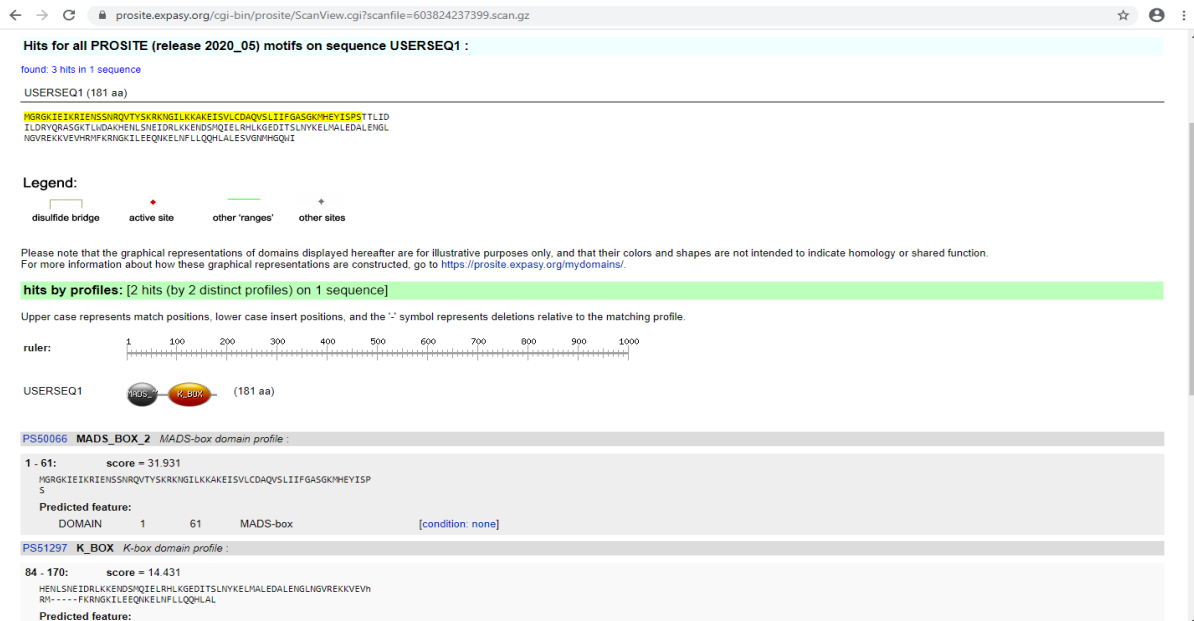 prosite.expasy.org/cgi-bin/prosite/ScanView.cgi?scanfile=603824237399.scan.gz
Hits for all PROSITE (release 2020_05) motifs on sequence USERSEQ1 :
found: 3 hits in 1 sequence
USERSEQ1 (181 aa)
MGRGKIEIKRIENSSNRQVTYSKRKNGILKKAKEISVLCDAQVSLIIFGASGKMHEYISPSTTLID
ILDRYQRASGKTLWDAKHENLSNEIDRLKKENDSMQIELRHLKGEDITSLNYKELMALEDALENGL
NGVREKKVEVHRMFKRNGKILEEQNKELNFLLQQHLALESVGNMHGQWI
Legend:
disulfide bridge active site other 'ranges' other sites
Please note that the graphical representations of domains displayed hereafter are for illustrative purposes only, and that their colors and shapes are not intended to indicate homology or shared function.
For more information about how these graphical representations are constructed, go to https://prosite.expasy.org/mydomains/.
hits by profiles: [2 hits (by 2 distinct profiles) on 1 sequence]
Upper case represents match positions, lower case insert positions, and the '-' symbol represents deletions relative to the matching profile.
ruler: 1 100 200 300 400 500 600 700 800 900 1000
USERSEQ1 MADS_ K_BOX (181 aa)
PS50066 MADS_BOX_2 MADS-box domain profile :
1 - 61: score = 31.931
MGRGKIEIKRIENSSNRQVTYSKRKNGILKKAKEISVLCDAQVSLIIFGASGKMHEYISP
S
Predicted feature:
DOMAIN 1 61 MADS-box [condition: none]
PS51297 K_BOX K-box domain profile :
84 - 170: score = 14.431
HENLSNEIDRLKKENDSMQIELRHLKGEDITSLNYKELMALEDALENGLNGVREKKVEVh
RM-----FKRNGKILEEQNKELNFLLQQHLAL
Predicted feature: